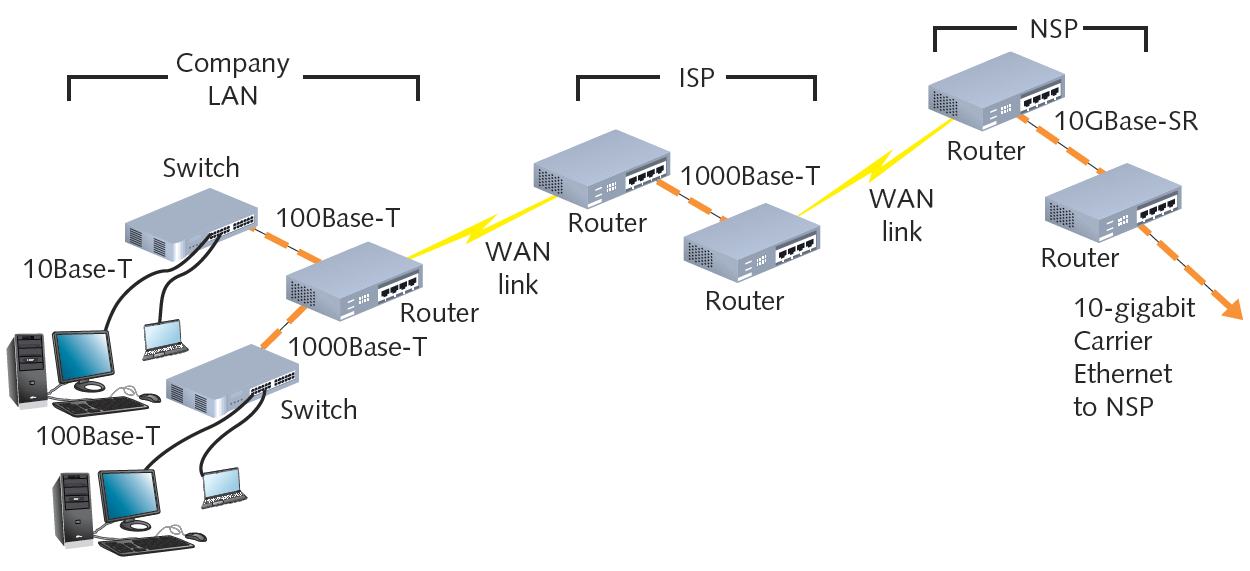 NSP
Company
LAN
ISP
10GBase-SR
Router
Switch
1000Base-T
100Base-T
Router
WAN
link
Router
WAN
link
10Base-T
Router
Router
Router
10-gigabit
Carrier
Ethernet
to NSP
1000Base-T
Switch
100Base-T